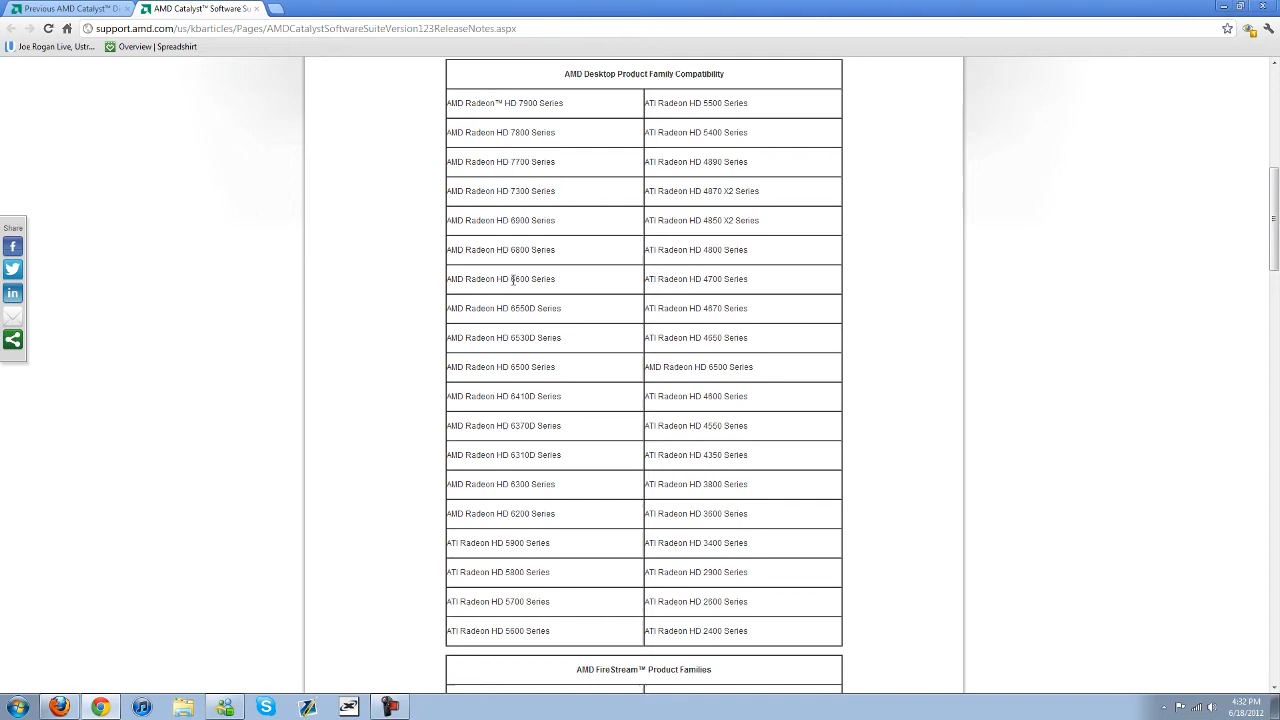 Previous AMD Catalyst™ D
AMD Catalyst™ Software Su
support.amd.com/us/kbarticles/Pages/AMDCatalystSoftwareSuiteVersion123ReleaseNotes.aspx
Joe Rogan Live, Ustr...
Overview | Spreadshirt
Share
AMD Desktop Product Family Compatibility
AMD Radeon™ HD 7900 Series ATI Radeon HD 5500 Series
AMD Radeon HD 7800 Series ATI Radeon HD 5400 Series
AMD Radeon HD 7700 Series ATI Radeon HD 4890 Series
AMD Radeon HD 7300 Series ATI Radeon HD 4870 X2 Series
AMD Radeon HD 6900 Series ATI Radeon HD 4850 X2 Series
AMD Radeon HD 6800 Series ATI Radeon HD 4800 Series
AMD Radeon HD 6600 Series ATI Radeon HD 4700 Series
AMD Radeon HD 6550D Series ATI Radeon HD 4670 Series
AMD Radeon HD 6530D Series ATI Radeon HD 4650 Series
AMD Radeon HD 6500 Series AMD Radeon HD 6500 Series
AMD Radeon HD 6410D Series ATI Radeon HD 4600 Series
AMD Radeon HD 6370D Series ATI Radeon HD 4550 Series
AMD Radeon HD 6310D Series ATI Radeon HD 4350 Series
AMD Radeon HD 6300 Series ATI Radeon HD 3800 Series
AMD Radeon HD 6200 Series ATI Radeon HD 3600 Series
ATI Radeon HD 5900 Series ATI Radeon HD 3400 Series
ATI Radeon HD 5800 Series ATI Radeon HD 2900 Series
ATI Radeon HD 5700 Series ATI Radeon HD 2600 Series
ATI Radeon HD 5600 Series ATI Radeon HD 2400 Series
AMD FireStream™ Product Families
4:32 PM
6/18/2012